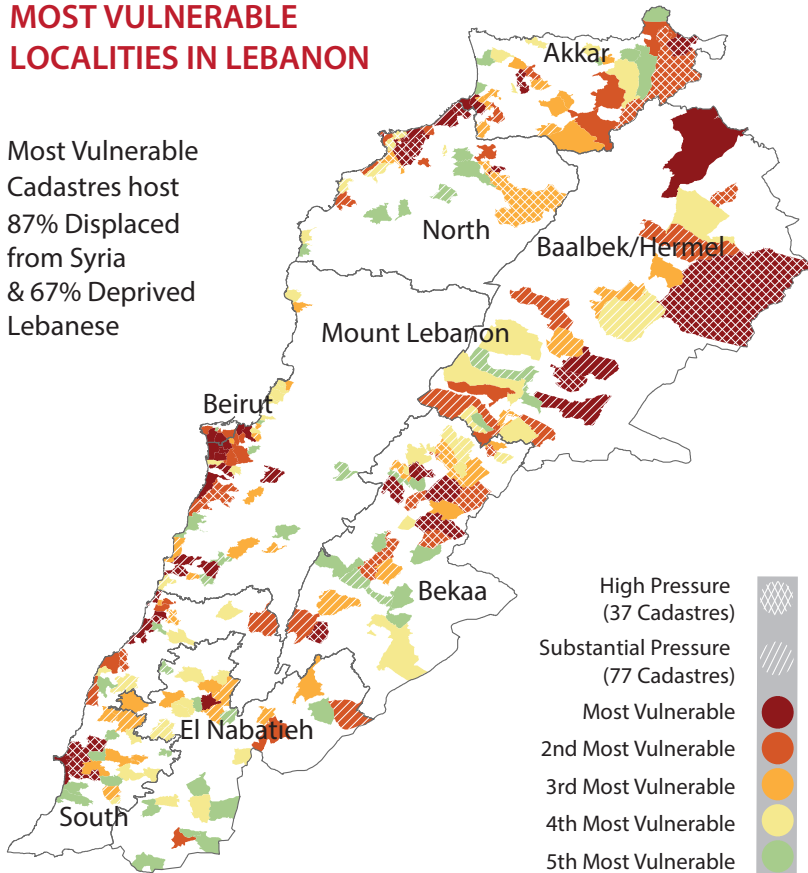 MOST VULNERABLE
LOCALITIES IN LEBANON
Most Vulnerable
Cadastres host
87% Displaced
from Syria
& 67% Deprived
Lebanese
Akkar
North
Baalbek/Hermel
Mount Lebanon
Beirut
Bekaa
El Nabatieh
South
High Pressure
(37 Cadastres)
Substantial Pressure
(77 Cadastres)
Most Vulnerable
2nd Most Vulnerable
3rd Most Vulnerable
4th Most Vulnerable
5th Most Vulnerable